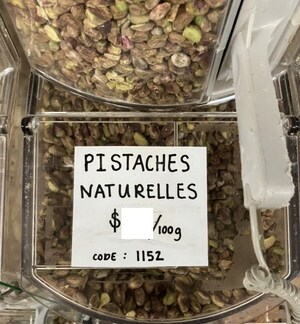 PISTACHES
NATURELLES
$ /100g
CODE : 1152